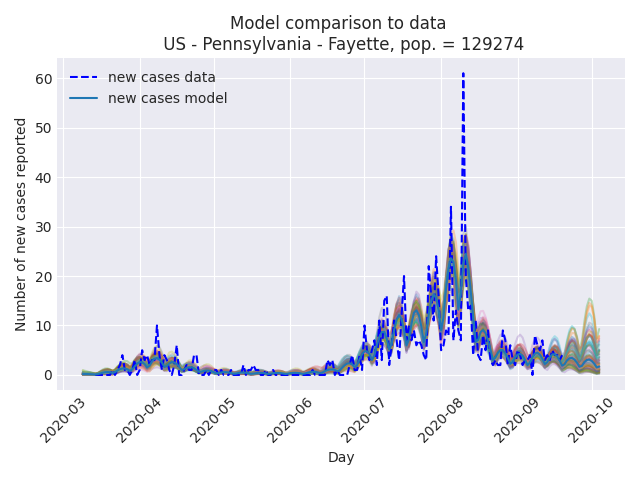 Model comparison to data
US - Pennsylvania - Fayette, pop. = 129274
new cases data
new cases model
Number of new cases reported
60
50
40
30
20
10
0
2020-03
2020-04
2020-05
2020-06
2020-07
2020-08
2020-09
2020-10
Day